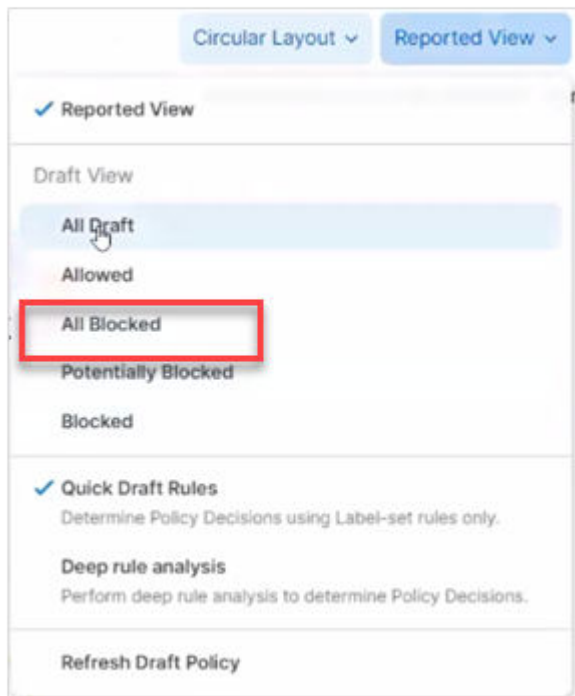 Circular Layout
Reported View
Reported View
Draft View
All Draft
Allowed
All Blocked
Potentially Blocked
Blocked
Quick Draft Rules
Determine Policy Decisions using Label-set rules only.
Deep rule analysis
Perform deep rule analysis to determine Policy Decisions.
Refresh Draft Policy